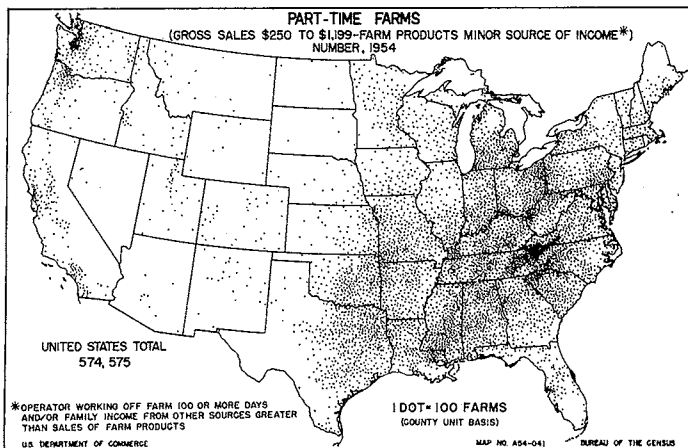 PART-TIME FARMS
(GROSS SALES $250 TO $1,199-FARM PRODUCTS MINOR SOURCE OF INCOME*)
NUMBER, 1954
UNITED STATES TOTAL
574, 575
*OPERATOR WORKING OFF FARM 100 OR MORE DAYS
AND/OR FAMILY INCOME FROM OTHER SOURCES GREATER
THAN SALES OF FARM PRODUCTS
1 DOT=100 FARMS
(COUNTY UNIT BASIS)
U.S. DEPARTMENT OF COMMERCE
MAP NO. A54-041
BUREAU OF THE CENSUS